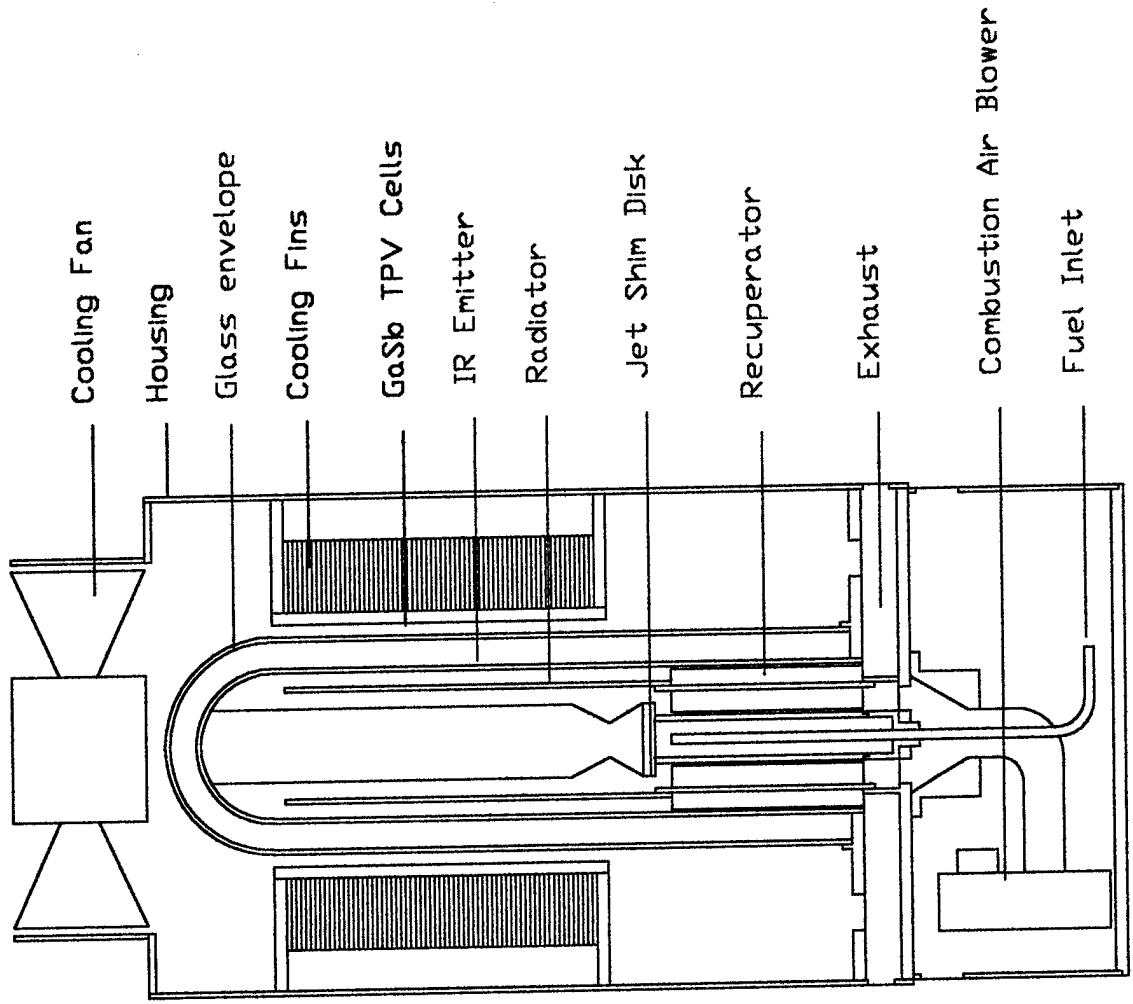 Cooling Fan
Housing
Glass envelope
Cooling Fins
GaSb TPV Cells
IR Emitter
Radiator
Jet Shim Disk
Recuperator
Exhaust
Combustion Air Blower
Fuel Inlet